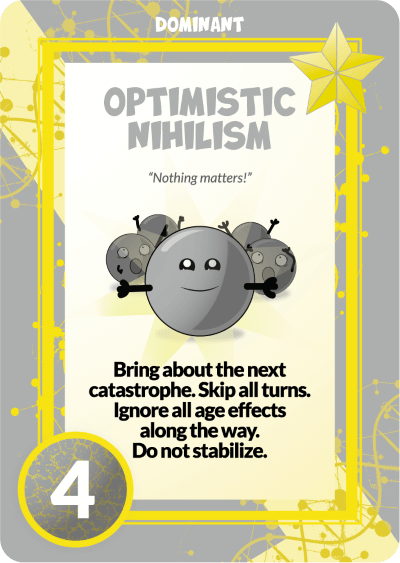 DOMINANT
OPTIMISTIC
NIHILISM
“Nothing matters!”
Bring about the next
catastrophe. Skip all turns.
Ignore all age effects
along the way.
Do not stabilize.
4